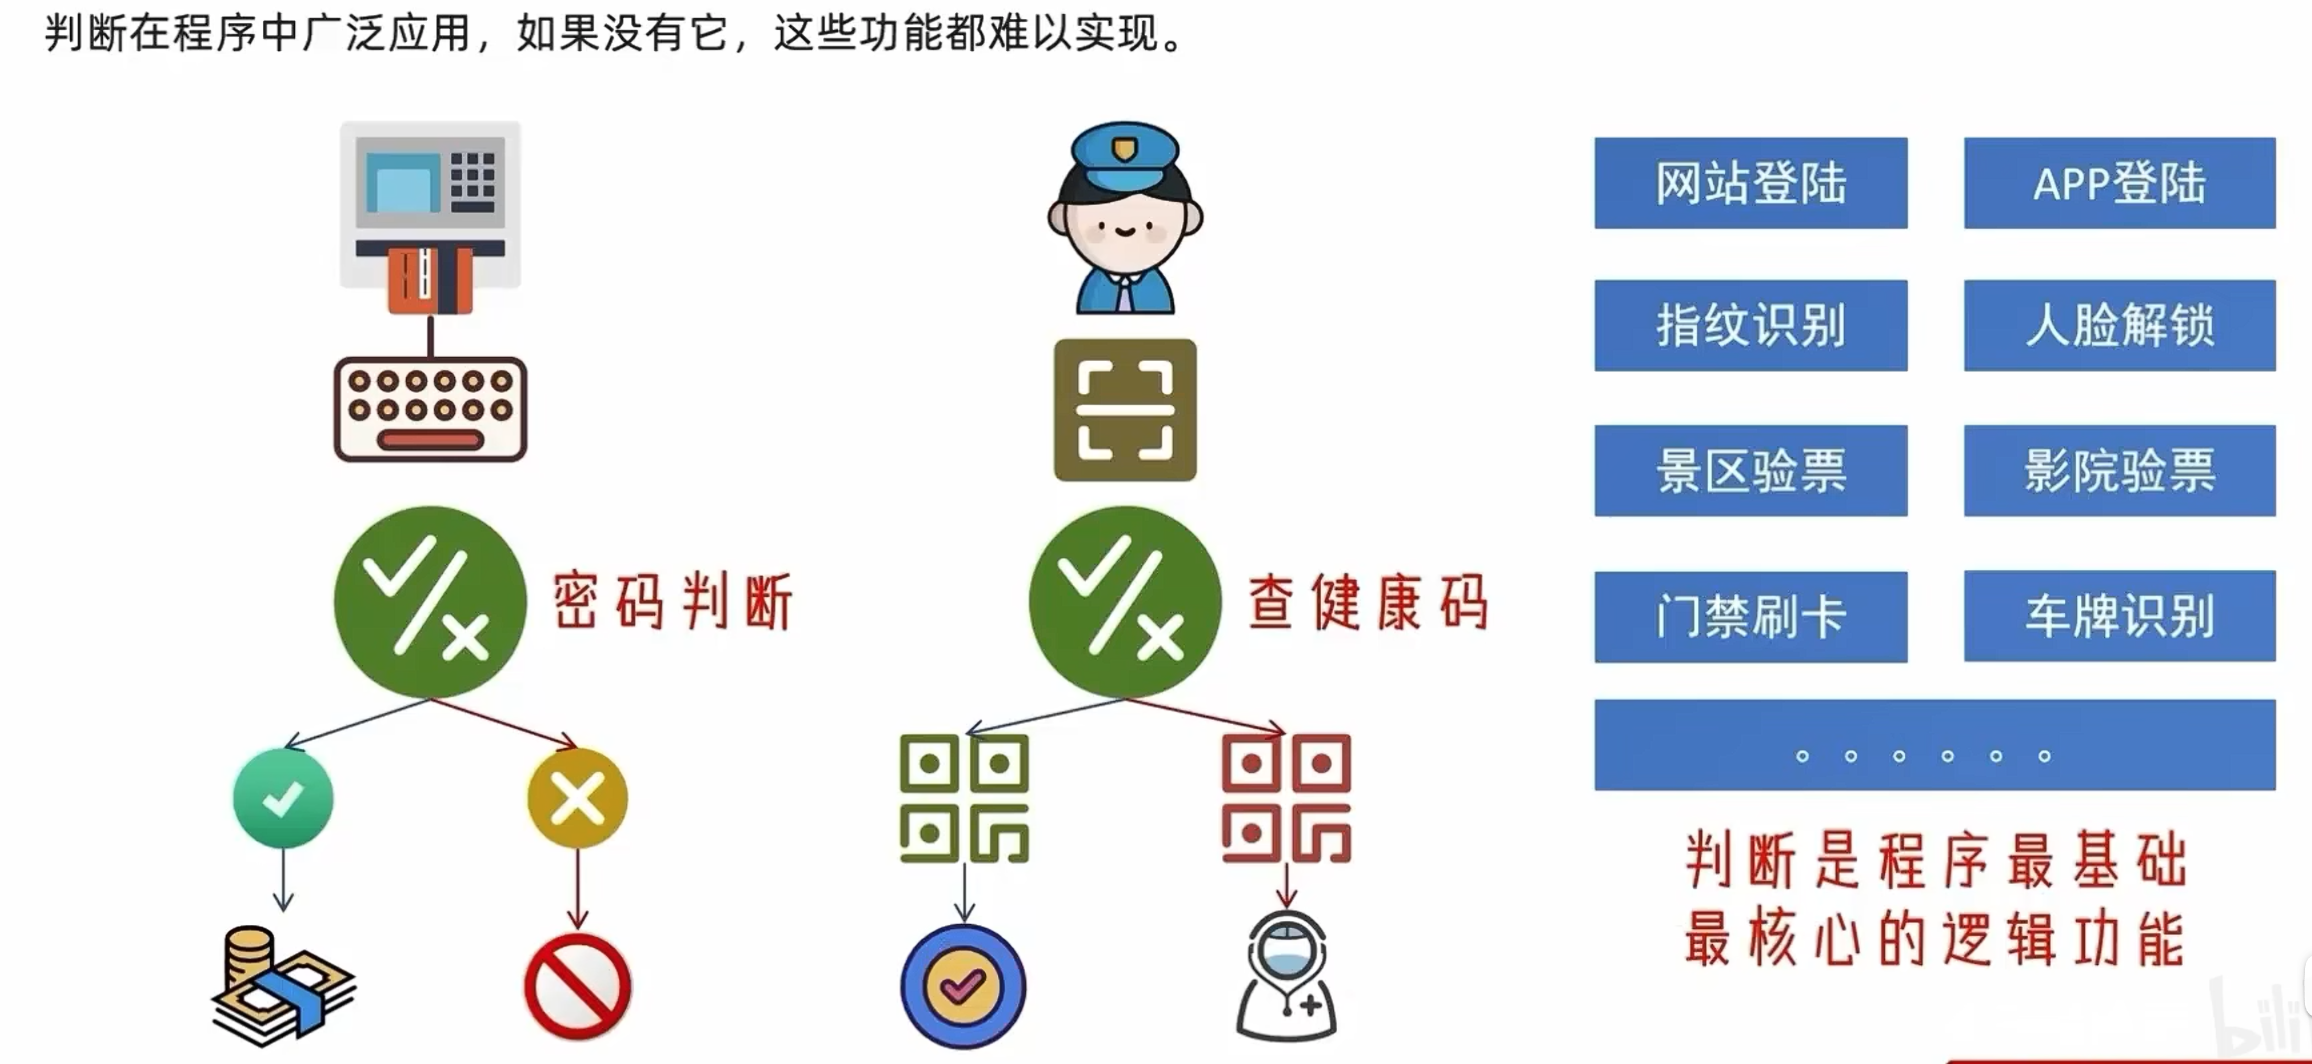 判断在程序中广泛应用，如果没有它，这些功能都难以实现。
密码判断
查健康码
网站登陆
APP登陆
指纹识别
人脸解锁
景区验票
影院验票
门禁刷卡
车牌识别
。。。。。。
判断是程序最基础
最核心的逻辑功能
bili